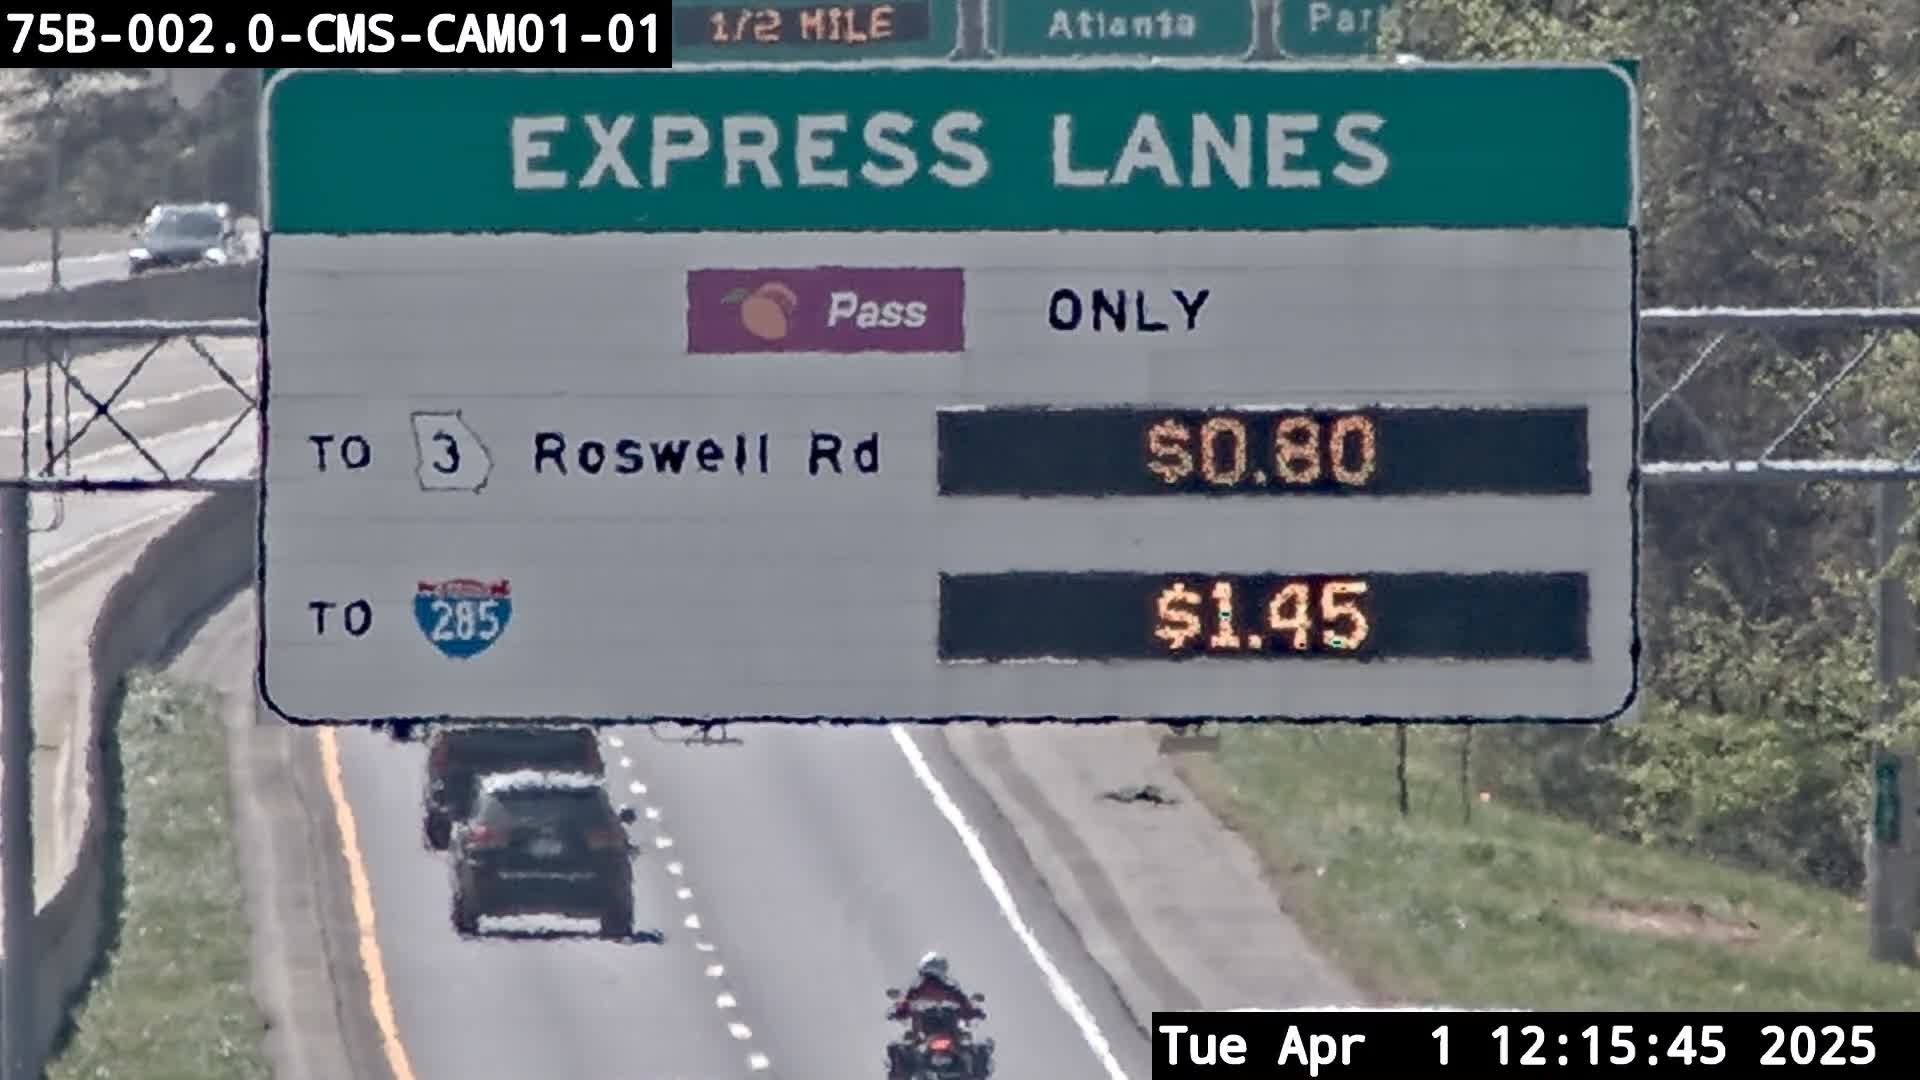 75B-002.0-CMS-CAM01-01
1/2 MILE
Atlanta
EXPRESS LANES
Pass ONLY
TO 3 Roswell Rd $0.80
TO 285 $1.45
Tue Apr 1 12:15:45 2025